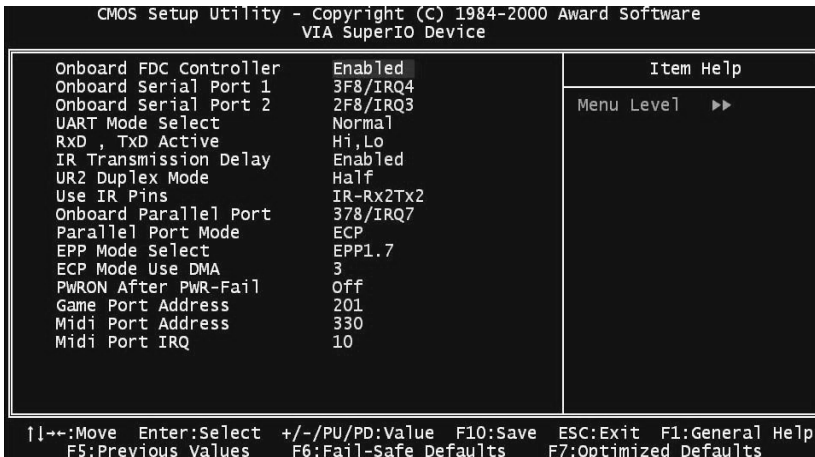 CMOS Setup Utility - Copyright (C) 1984-2000 Award Software
VIA SuperIO Device
Onboard FDC Controller Enabled
Onboard Serial Port 1 3F8/IRQ4
Onboard Serial Port 2 2F8/IRQ3
UART Mode Select Normal
RxD , TxD Active Hi,Lo
IR Transmission Delay Enabled
UR2 Duplex Mode Half
Use IR Pins IR-Rx2Tx2
Onboard Parallel Port 378/IRQ7
Parallel Port Mode ECP
EPP Mode Select EPP1.7
ECP Mode Use DMA 3
PWRON After PWR-Fail Off
Game Port Address 201
Midi Port Address 330
Midi Port IRQ 10
Item Help
Menu Level ▶▶
↑↓→←:Move Enter:Select +/-/PU/PD:Value F10:Save ESC:Exit F1:General Help
F5:Previous Values F6:Fail-Safe Defaults F7:Optimized Defaults